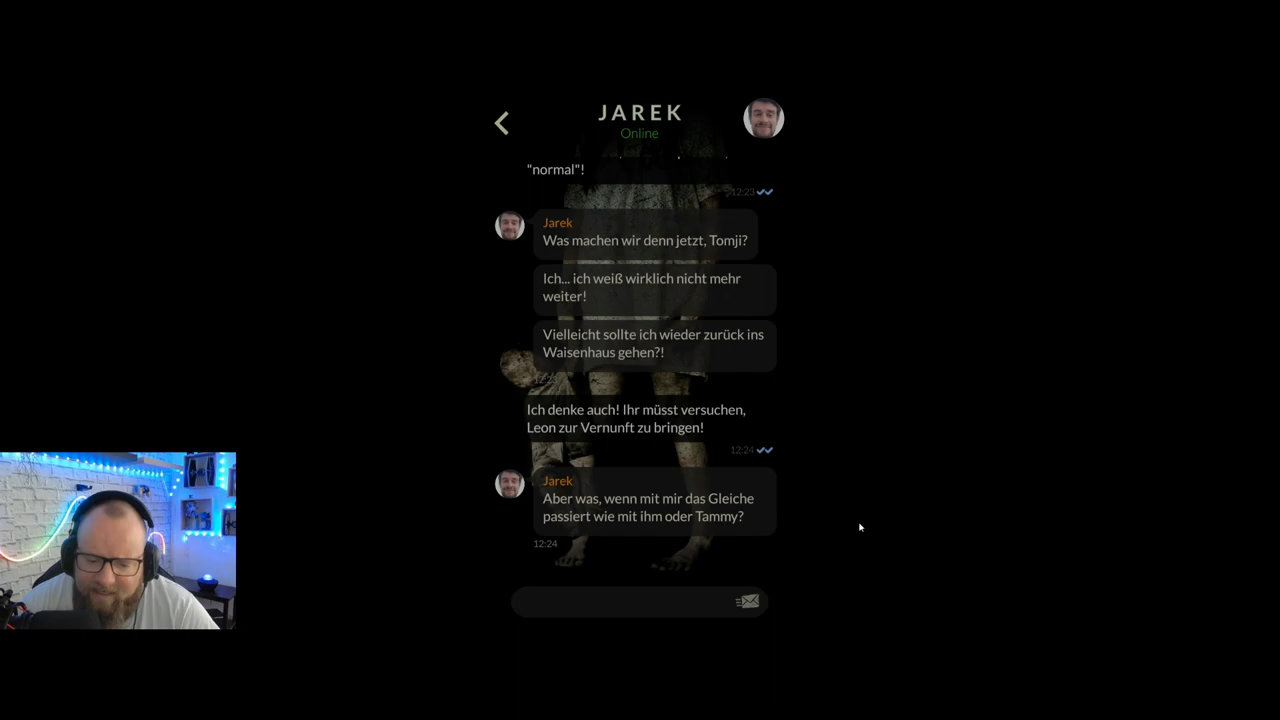 JAREK
Online
"normal"!
12:23
Jarek
Was machen wir denn jetzt, Tomji?
Ich... ich weiß wirklich nicht mehr
weiter!
Vielleicht sollte ich wieder zurück ins
Waisenhaus gehen?!
Ich denke auch! Ihr müsst versuchen,
Leon zur Vernunft zu bringen!
12:24
Jarek
Aber was, wenn mit mir das Gleiche
passiert wie mit ihm oder Tammy?
12:24